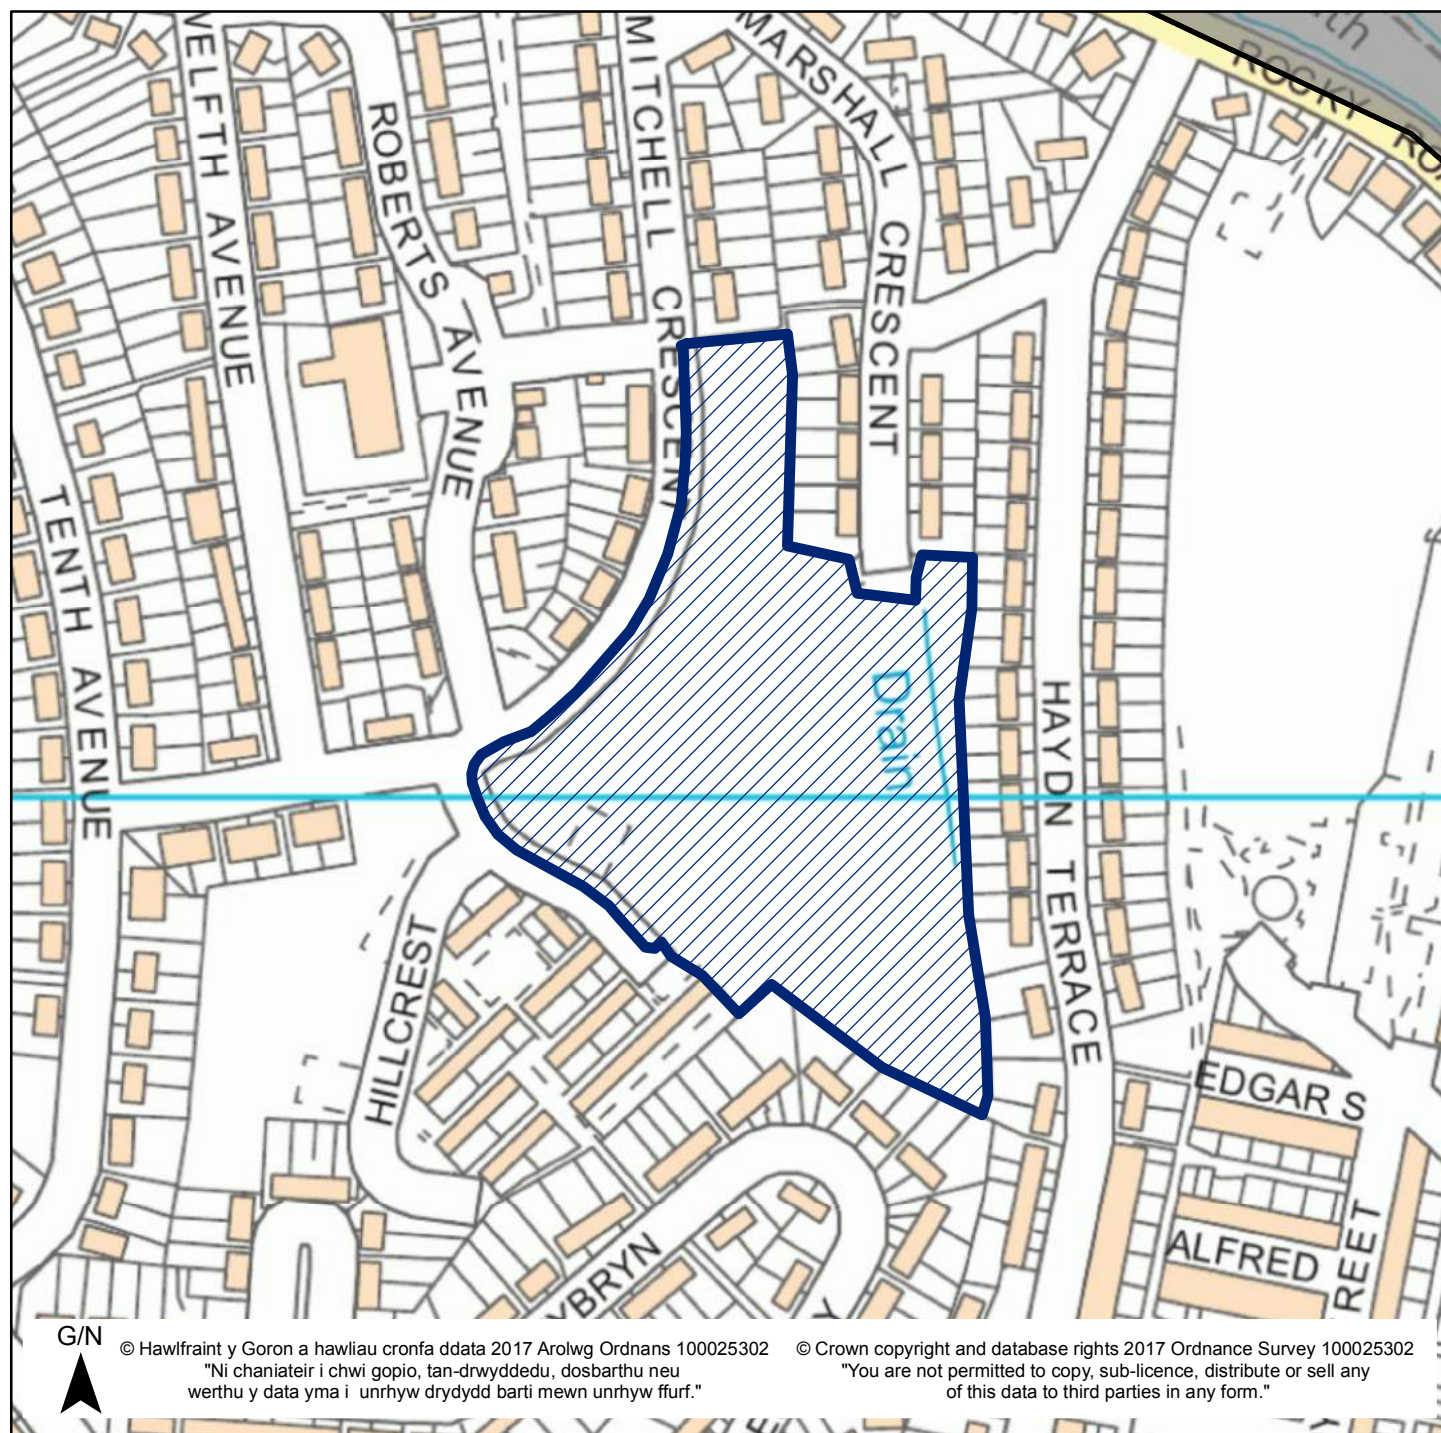 MITCHELL CRESCENT
MARSHALL CRESCENT
ROCKY
ROBERTS AVENUE
AVENUE
TENTH AVENUE
Drain
HAYDN TERRACE
HILLCREST
EDGAR S
ALFRED
G/N
© Hawlfraint y Goron a hawliau cronfa ddata 2017 Arolwg Ordnans 100025302
"Ni chaniateir i chwi gopio, tan-drwyddedu, dosbarthu neu
werthu y data yma i unrhyw drydydd barti mewn unrhyw ffurf."
© Crown copyright and database rights 2017 Ordnance Survey 100025302
"You are not permitted to copy, sub-licence, distribute or sell any
of this data to third parties in any form."